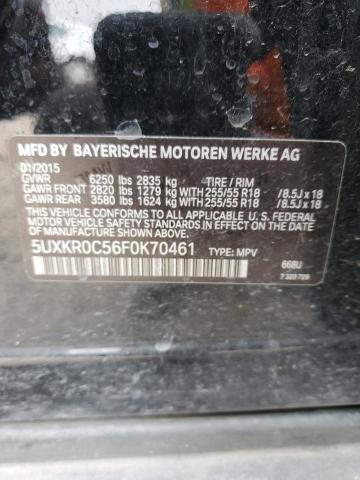 MFD BY BAYERISCHE MOTOREN WERKE AG
01/2015
GVWR 6250 lbs 2835 kg TIRE / RIM
GAWR FRONT 2820 lbs 1279 kg WITH 255/55 R18 /8.5J x 18
GAWR REAR 3580 lbs 1624 kg WITH 255/55 R18 /8.5J x 18
THIS VEHICLE CONFORMS TO ALL APPLICABLE U.S. FEDERAL
MOTOR VEHICLE SAFETY STANDARDS IN EFFECT ON THE DATE
OF MANUFACTURE SHOWN ABOVE.
5UXKR0C56F0K70461 TYPE: MPV
668U
7 320 729